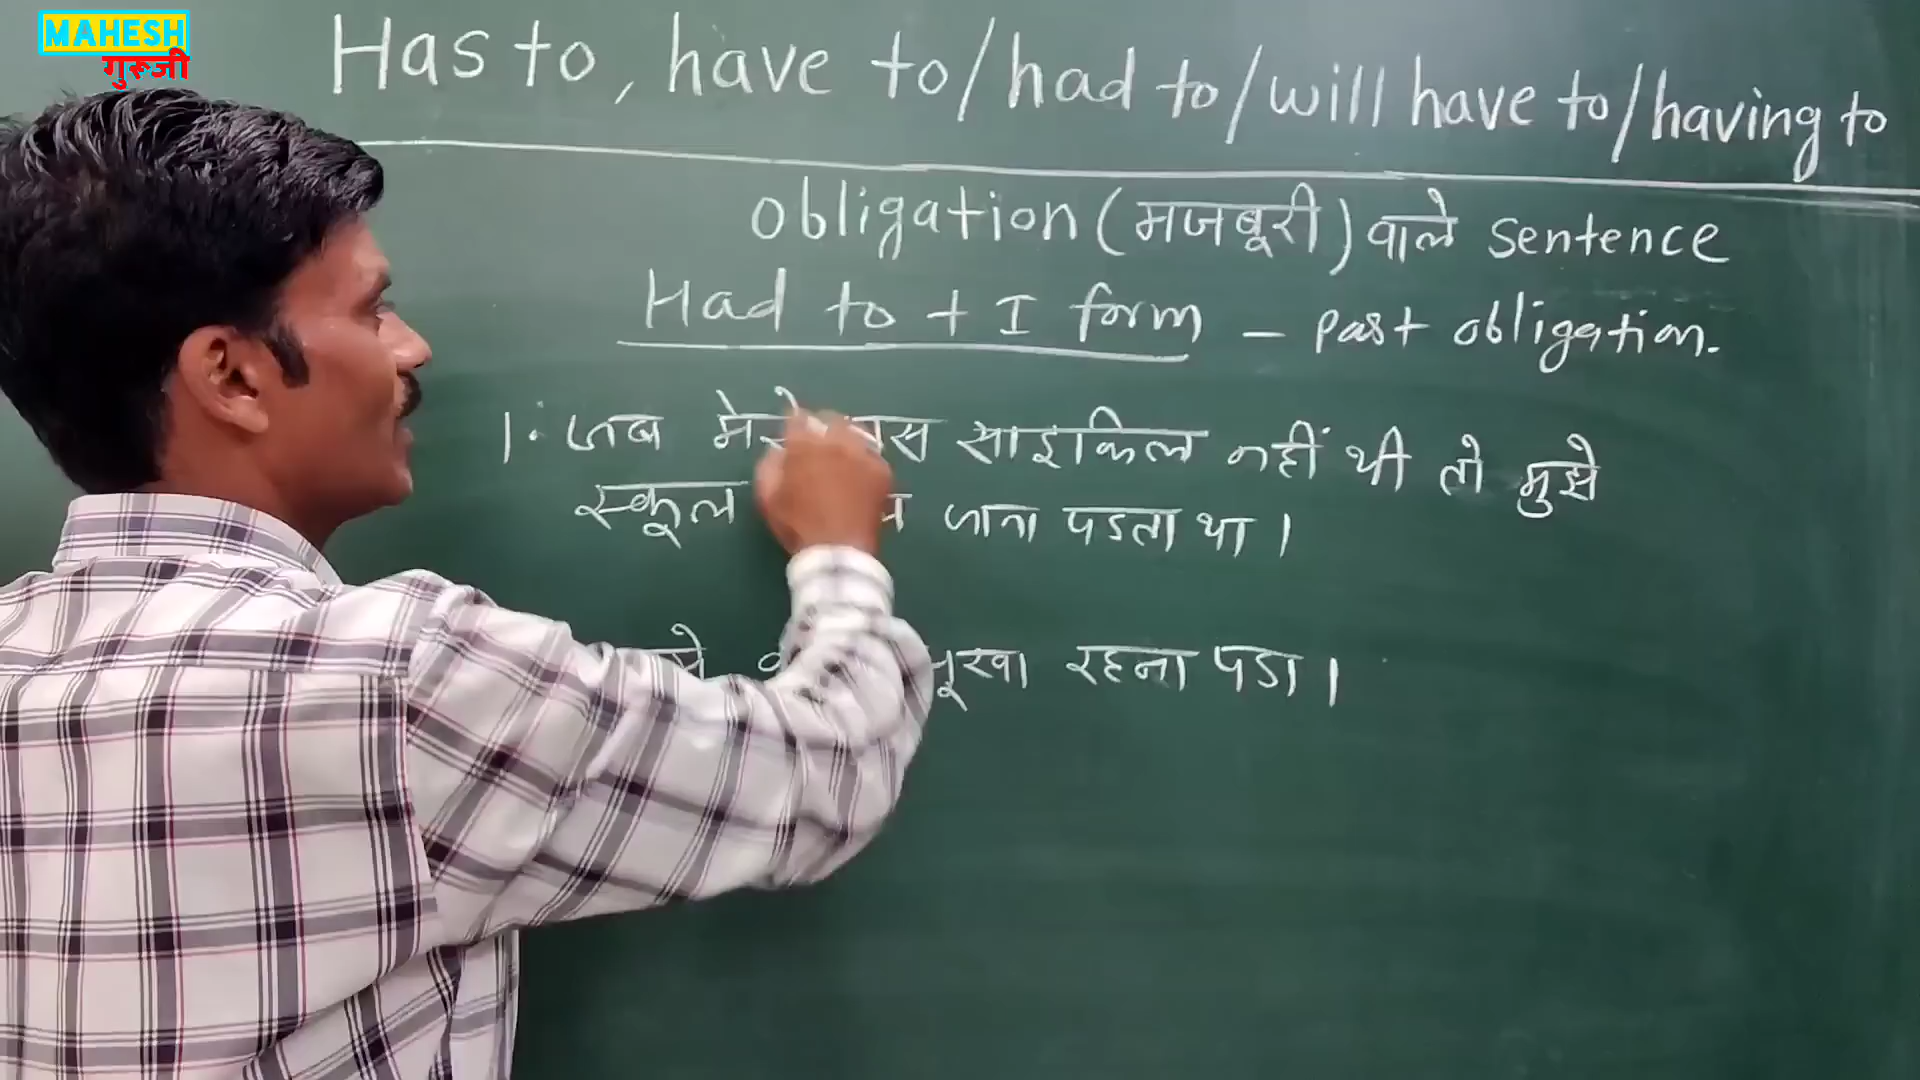 MAHESH
गुरूजी
Has to, have to/had to/will have to/having to
obligation (मजबूरी) वाले sentence
Had to + I form - past obligation.
1. जब मेरे पास साइकिल नहीं थी तो मुझे
स्कूल जाना पडता था।
भूखा रहना पडा।